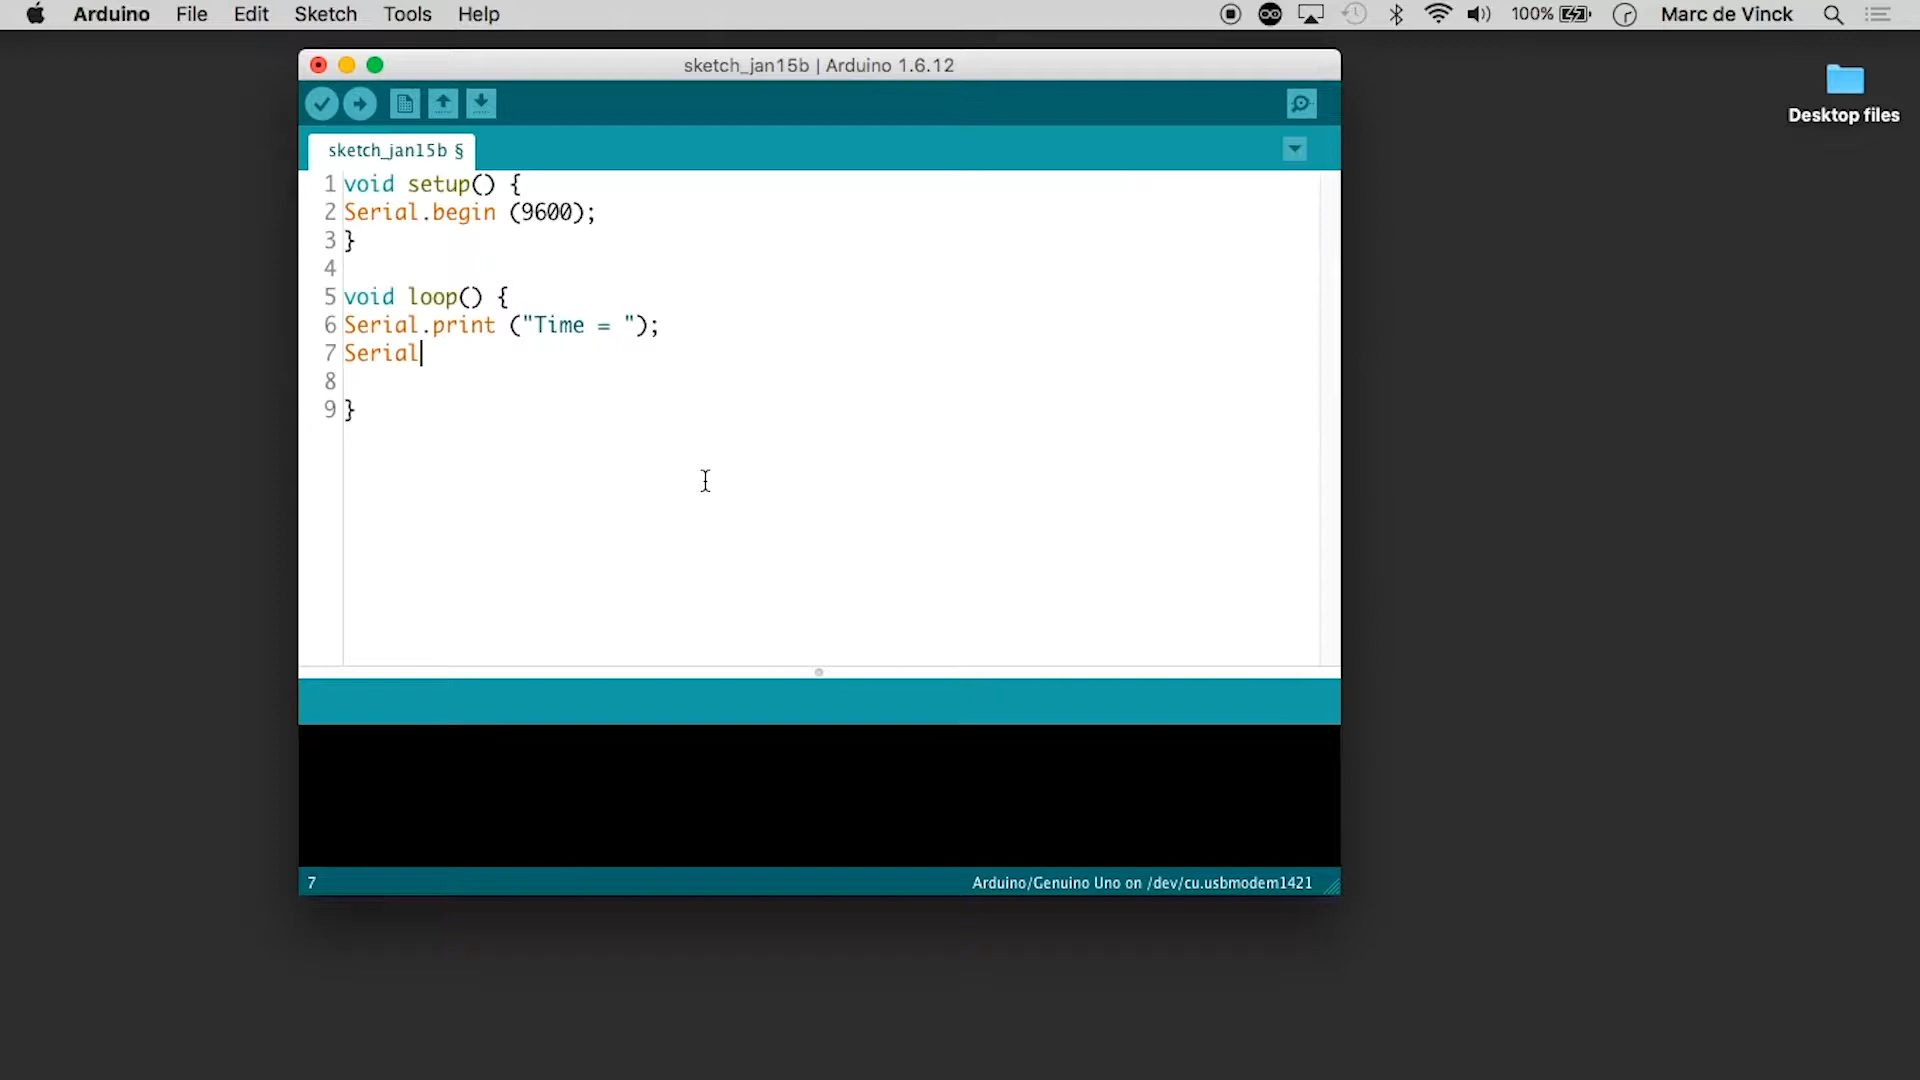 Arduino File Edit Sketch Tools Help 100% Marc de Vinck
sketch_jan15b | Arduino 1.6.12
Desktop files
sketch_jan15b §
1 void setup() {
2 Serial.begin (9600);
3 }
4
5 void loop() {
6 Serial.print ("Time = ");
7 Serial
8
9 }
7 Arduino/Genuino Uno on /dev/cu.usbmodem1421